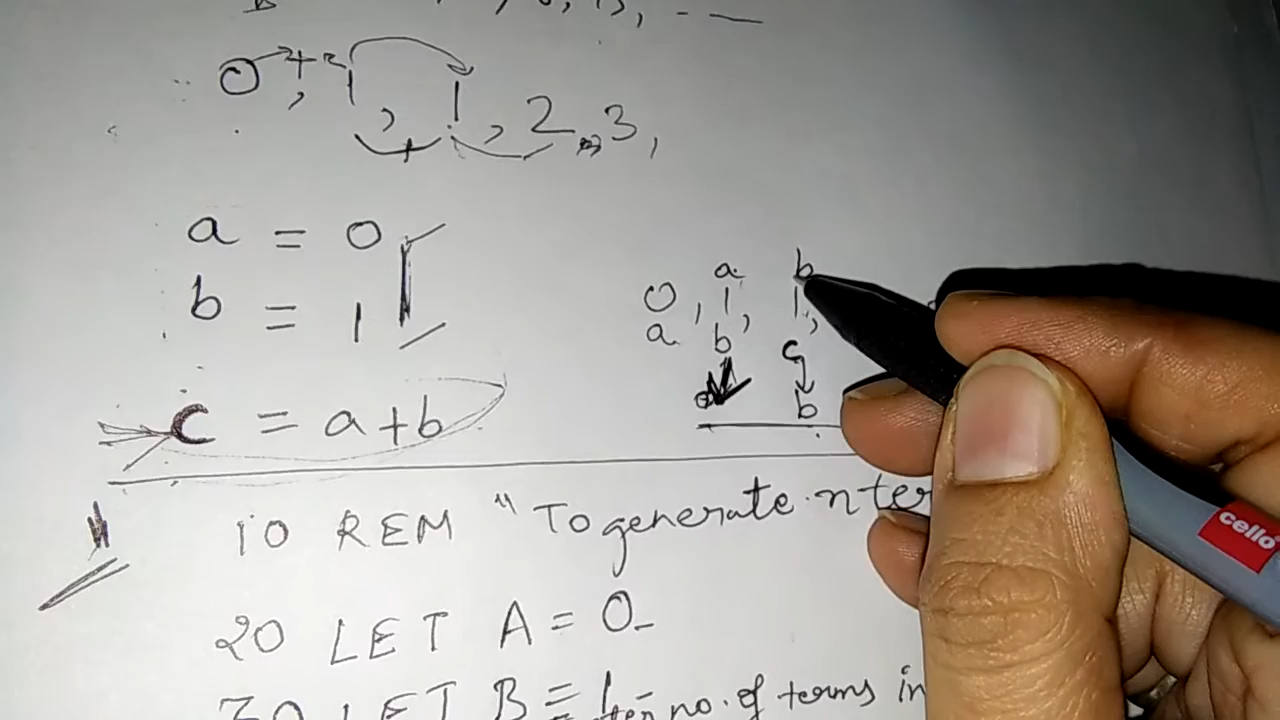 0 + 1, 1, 2, 3,
a = 0
b = 1
c = a+b
a b
0, 1, 1,
a b c
a b
10 REM "To generate n ter
20 LET A = 0
30 LET B = 1
no. of terms in
cello